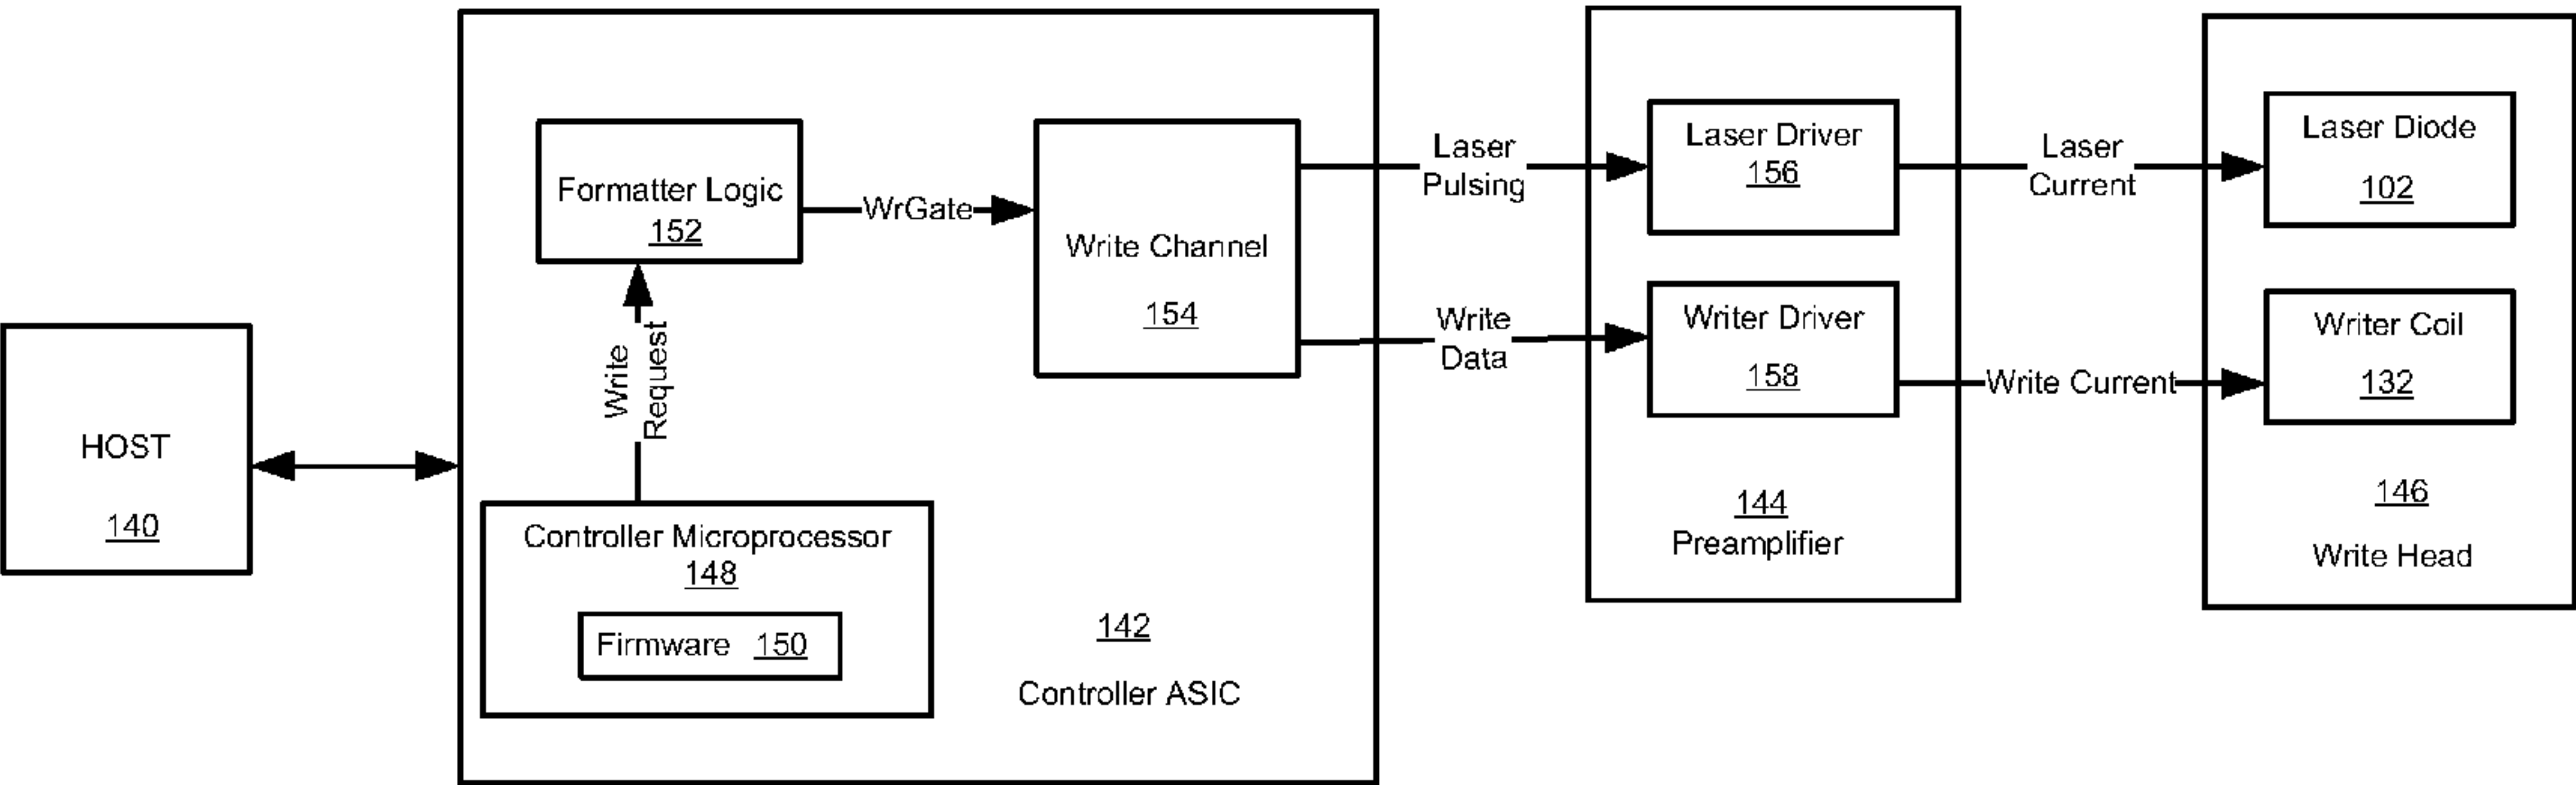 HOST
140
Formatter Logic
152
WrGate
Write Channel
154
Write
Request
Controller Microprocessor
148
Firmware 150
142
Controller ASIC
Laser
Pulsing
Write
Data
Laser Driver
156
Writer Driver
158
144
Preamplifier
Laser
Current
Write Current
Laser Diode
102
Writer Coil
132
146
Write Head